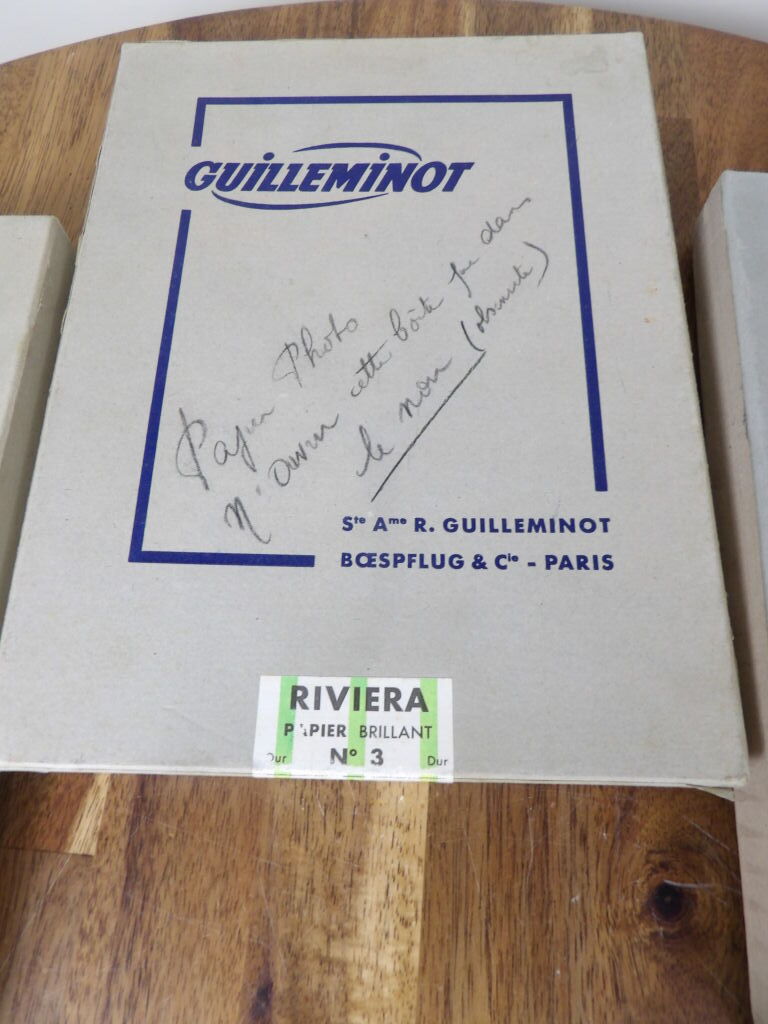 GUILLEMINOT
Papier Photo
N'ouvrir cette boîte que dans
le noir (obscurité)
Ste Ame R. GUILLEMINOT
BŒSPFLUG & Cie - PARIS
RIVIERA
PAPIER BRILLANT
Dur N° 3 Dur